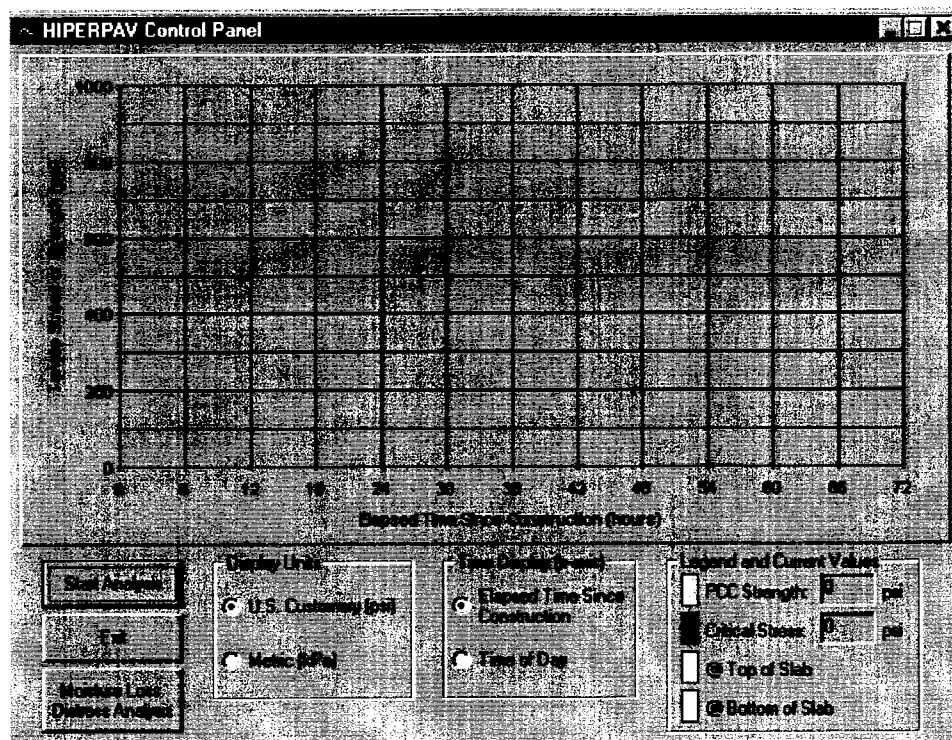 HIPERPAV Control Panel
1000
800
600
400
200
0
0 6 12 18 24 30 36 42 48 54 60 66 72
Elapsed Time Since Construction (hours)
Start Analysis
Exit
Moisture Loss
Distress Analysis
Display Units
U.S. Customary (psi)
Metric (kPa)
Time Display (x-axis)
Elapsed Time Since
Construction
Time of Day
Legend and Current Values
PCC Strength: 0 psi
Critical Stress: 0 psi
@ Top of Slab
@ Bottom of Slab